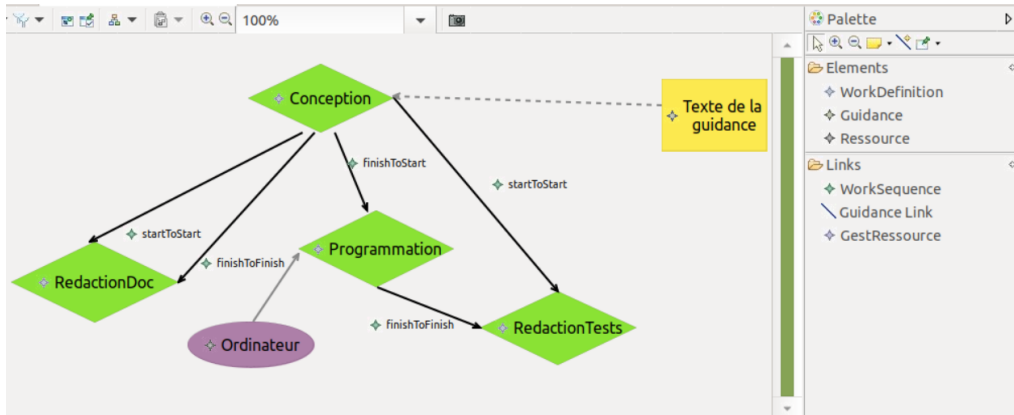 100%
Palette
Elements
WorkDefinition
Guidance
Ressource
Links
WorkSequence
Guidance Link
GestRessource
Conception
Texte de la
guidance
finishToStart
startToStart
startToStart
finishToFinish
Programmation
RedactionDoc
finishToFinish
RedactionTests
Ordinateur